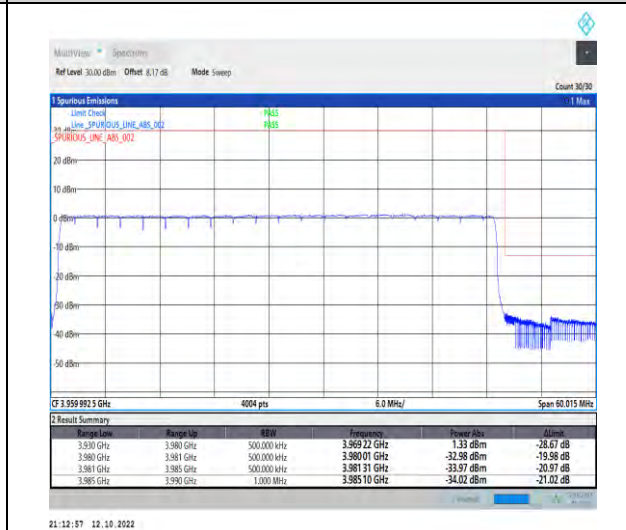 MultiView Spectrum
Ref Level 30.00 dBm Offset 8.17 dB Mode Sweep
Count 30/30
1 Spurious Emissions 1 Max
Limit Check PASS
Line _SPURIOUS_LINE_ABS_002 PASS
30 dBm
_SPURIOUS_LINE_ABS_002
20 dBm
10 dBm
0 dBm
-10 dBm
-20 dBm
-30 dBm
-40 dBm
-50 dBm
CF 3.959 992 5 GHz 4004 pts 6.0 MHz/ Span 60.015 MHz
2 Result Summary
Range Low Range Up RBW Frequency Power Abs ΔLimit
3.930 GHz 3.980 GHz 500.000 kHz 3.969 22 GHz 1.33 dBm -28.67 dB
3.980 GHz 3.981 GHz 500.000 kHz 3.980 01 GHz -32.98 dBm -19.98 dB
3.981 GHz 3.985 GHz 500.000 kHz 3.981 31 GHz -33.97 dBm -20.97 dB
3.985 GHz 3.990 GHz 1.000 MHz 3.985 10 GHz -34.02 dBm -21.02 dB
21:12:57 12.10.2022